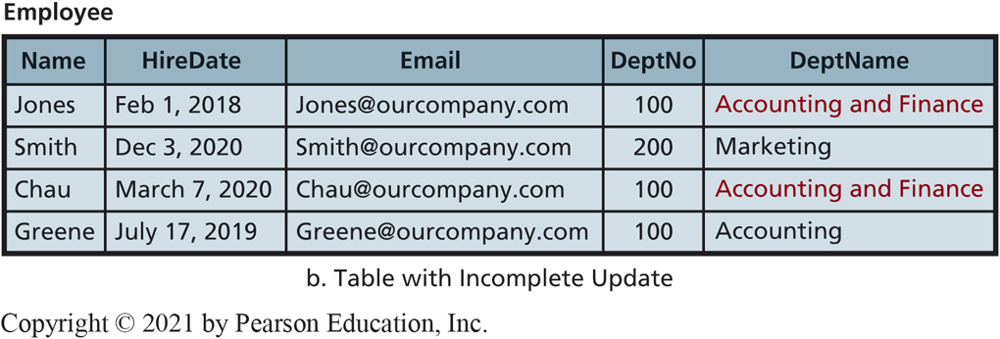 Employee
Name HireDate Email DeptNo DeptName
Jones Feb 1, 2018 Jones@ourcompany.com 100 Accounting and Finance
Smith Dec 3, 2020 Smith@ourcompany.com 200 Marketing
Chau March 7, 2020 Chau@ourcompany.com 100 Accounting and Finance
Greene July 17, 2019 Greene@ourcompany.com 100 Accounting
b. Table with Incomplete Update
Copyright © 2021 by Pearson Education, Inc.